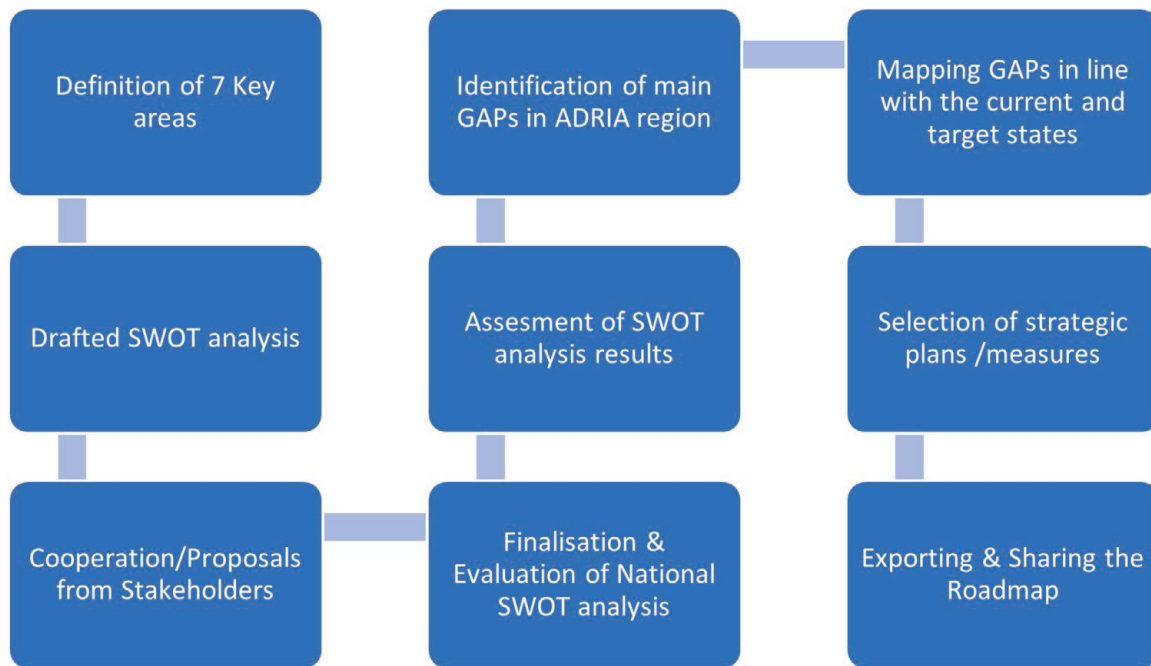 Definition of 7 Key
areas
Drafted SWOT analysis
Cooperation/Proposals
from Stakeholders
Finalisation &
Evaluation of National
SWOT analysis
Assesment of SWOT
analysis results
Identification of main
GAPs in ADRIA region
Mapping GAPs in line
with the current and
target states
Selection of strategic
plans /measures
Exporting & Sharing the
Roadmap